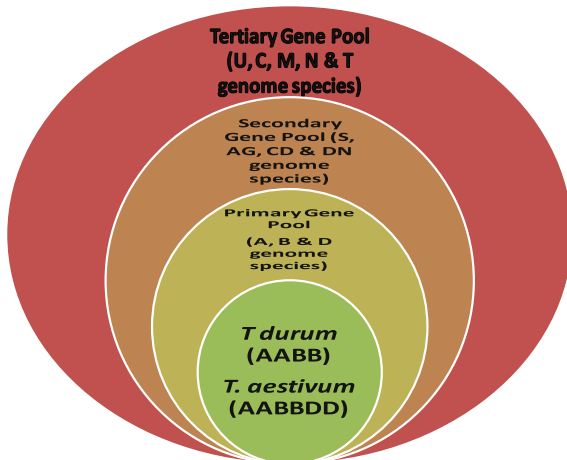 Tertiary Gene Pool
(U, C, M, N & T
genome species)
Secondary
Gene Pool (S,
AG, CD & DN
genome
species)
Primary Gene
Pool
(A, B & D
genome
species)
T durum
(AABB)
T. aestivum
(AABBDD)